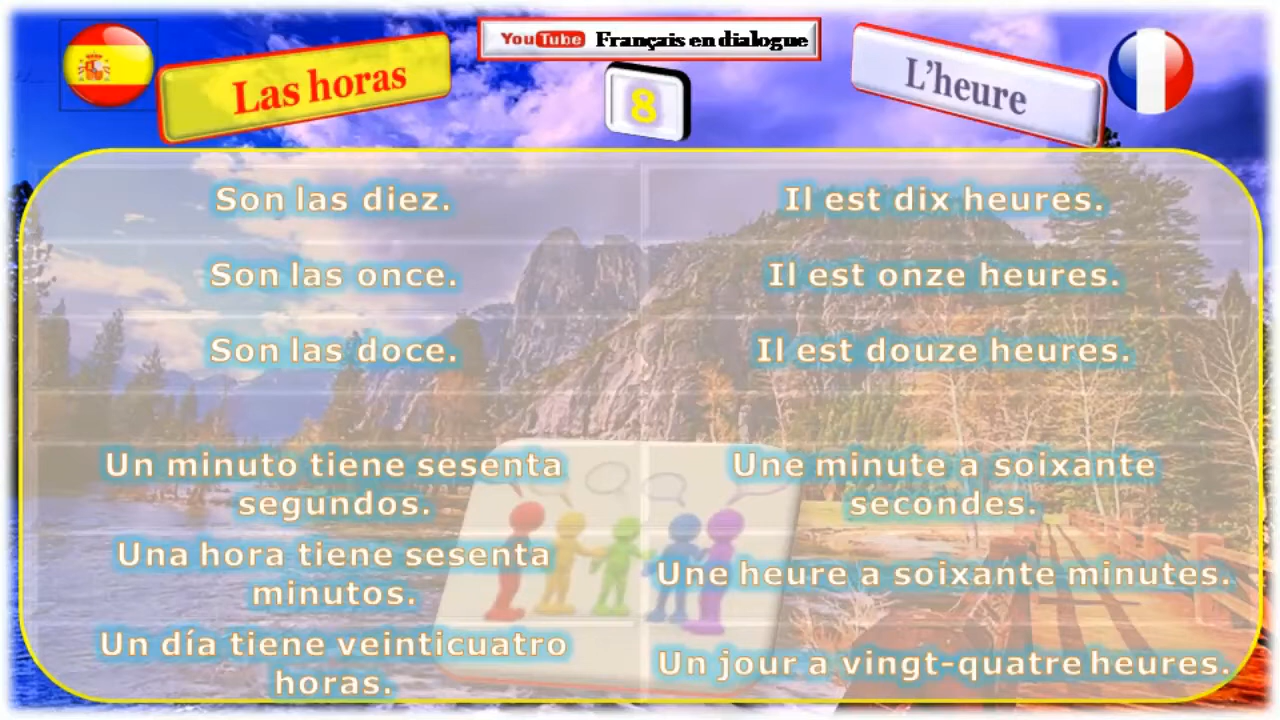 YouTube Français en dialogue
Las horas
8
L'heure
Son las diez.
Il est dix heures.
Son las once.
Il est onze heures.
Son las doce.
Il est douze heures.
Un minuto tiene sesenta
segundos.
Une minute a soixante
secondes.
Una hora tiene sesenta
minutos.
Une heure a soixante minutes.
Un día tiene veinticuatro
horas.
Un jour a vingt-quatre heures.